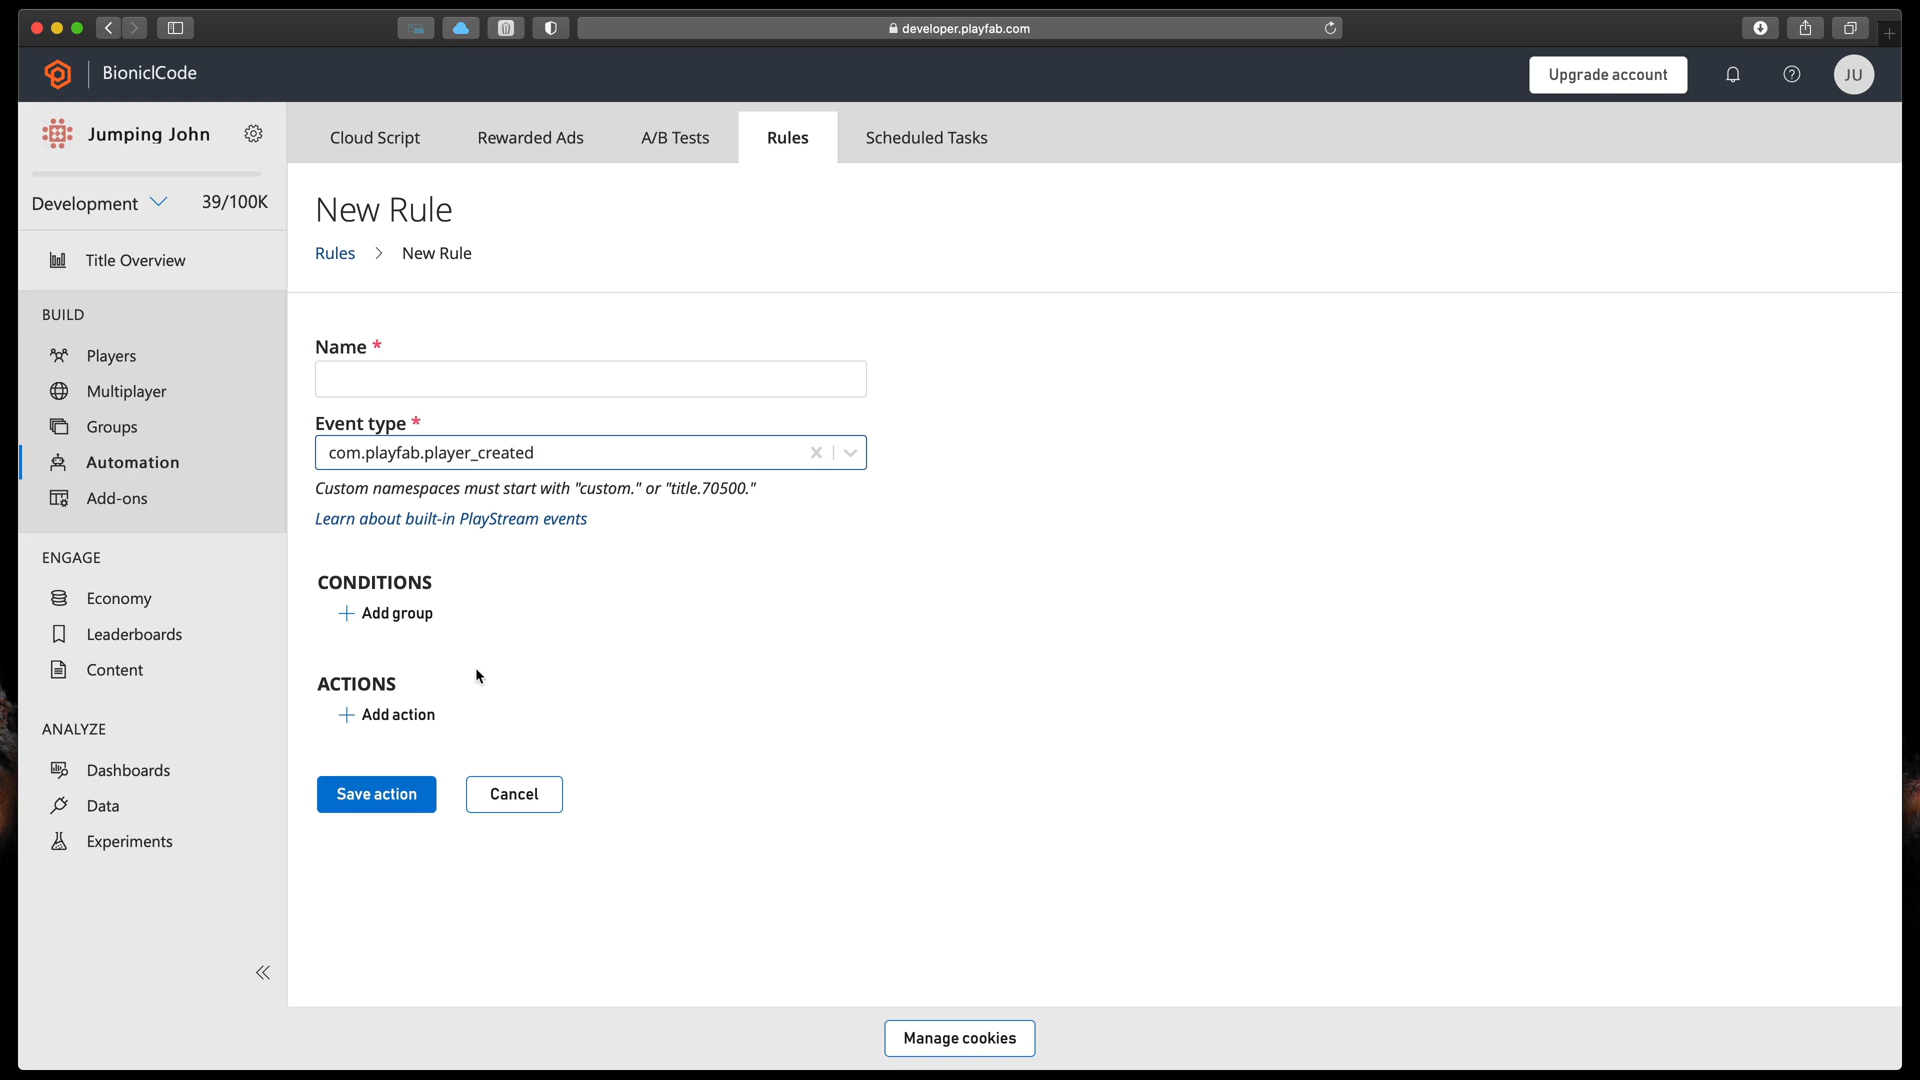 developer.playfab.com
BioniclCode
Upgrade account
JU
Jumping John
Cloud Script
Rewarded Ads
A/B Tests
Rules
Scheduled Tasks
Development
39/100K
New Rule
Rules > New Rule
Title Overview
BUILD
Players
Multiplayer
Groups
Automation
Add-ons
ENGAGE
Economy
Leaderboards
Content
ANALYZE
Dashboards
Data
Experiments
Name *
Event type *
com.playfab.player_created
Custom namespaces must start with "custom." or "title.70500."
Learn about built-in PlayStream events
CONDITIONS
Add group
ACTIONS
Add action
Save action
Cancel
Manage cookies